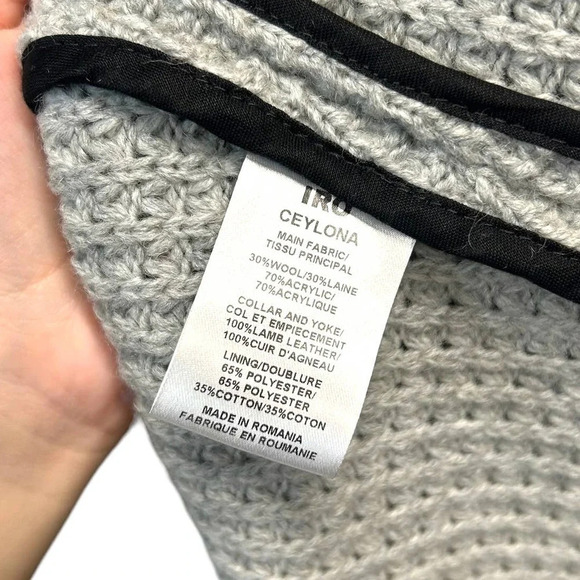 IRO
CEYLONA
MAIN FABRIC/
TISSU PRINCIPAL
30%WOOL/30%LAINE
70%ACRYLIC/
70%ACRYLIQUE
COLLAR AND YOKE/
COL ET EMPIECEMENT
100%LAMB LEATHER/
100%CUIR D'AGNEAU
LINING/DOUBLURE
65% POLYESTER/
65% POLYESTER
35%COTTON/35%COTON
MADE IN ROMANIA
FABRIQUE EN ROUMANIE